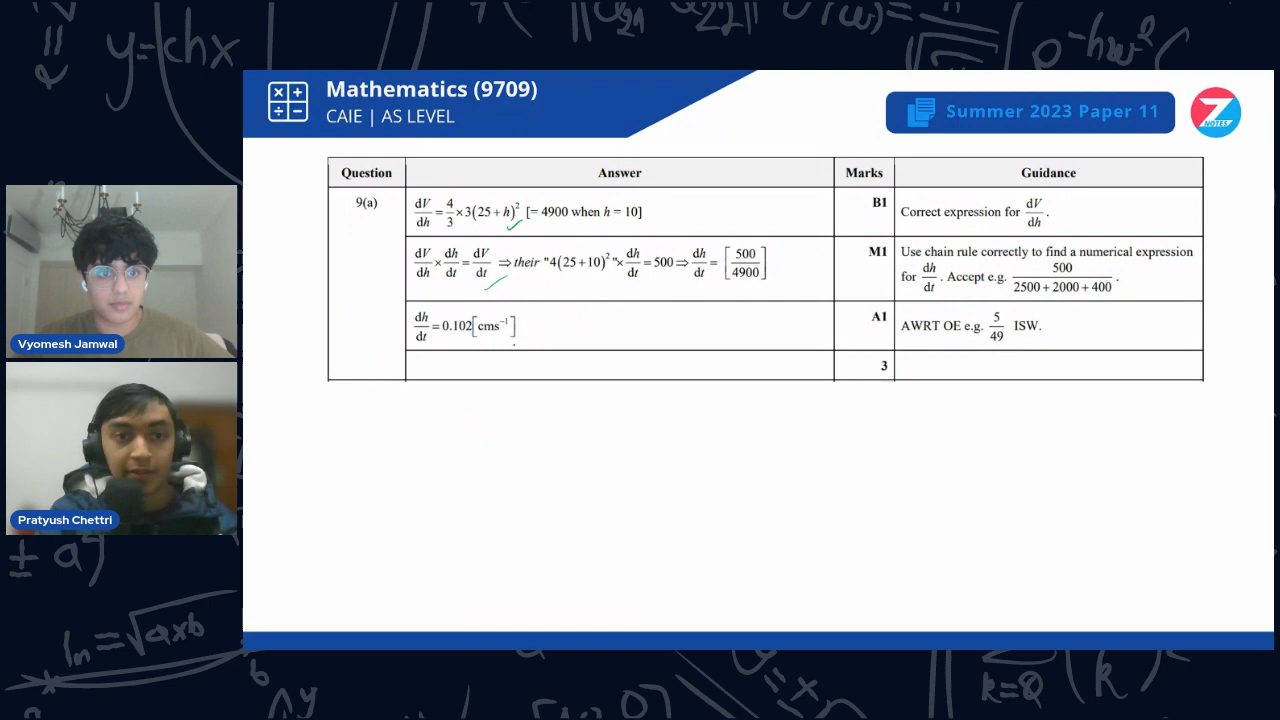 Mathematics (9709)
CAIE | AS LEVEL
Summer 2023 Paper 11
Z NOTES
Question Answer Marks Guidance
9(a) dV/dh = 4/3 × 3(25 + h)² [= 4900 when h = 10] B1 Correct expression for dV/dh .
dV/dh × dh/dt = dV/dt ⇒ their "4(25+10)²" × dh/dt = 500 ⇒ dh/dt = [500/4900] M1 Use chain rule correctly to find a numerical expression
for dh/dt . Accept e.g. 500/(2500 + 2000 + 400) .
dh/dt = 0.102[cms⁻¹] A1 AWRT OE e.g. 5/49 ISW.
3
Vyomesh Jamwal
Pratyush Chettri
y = chx
ln = √axb
k=Q